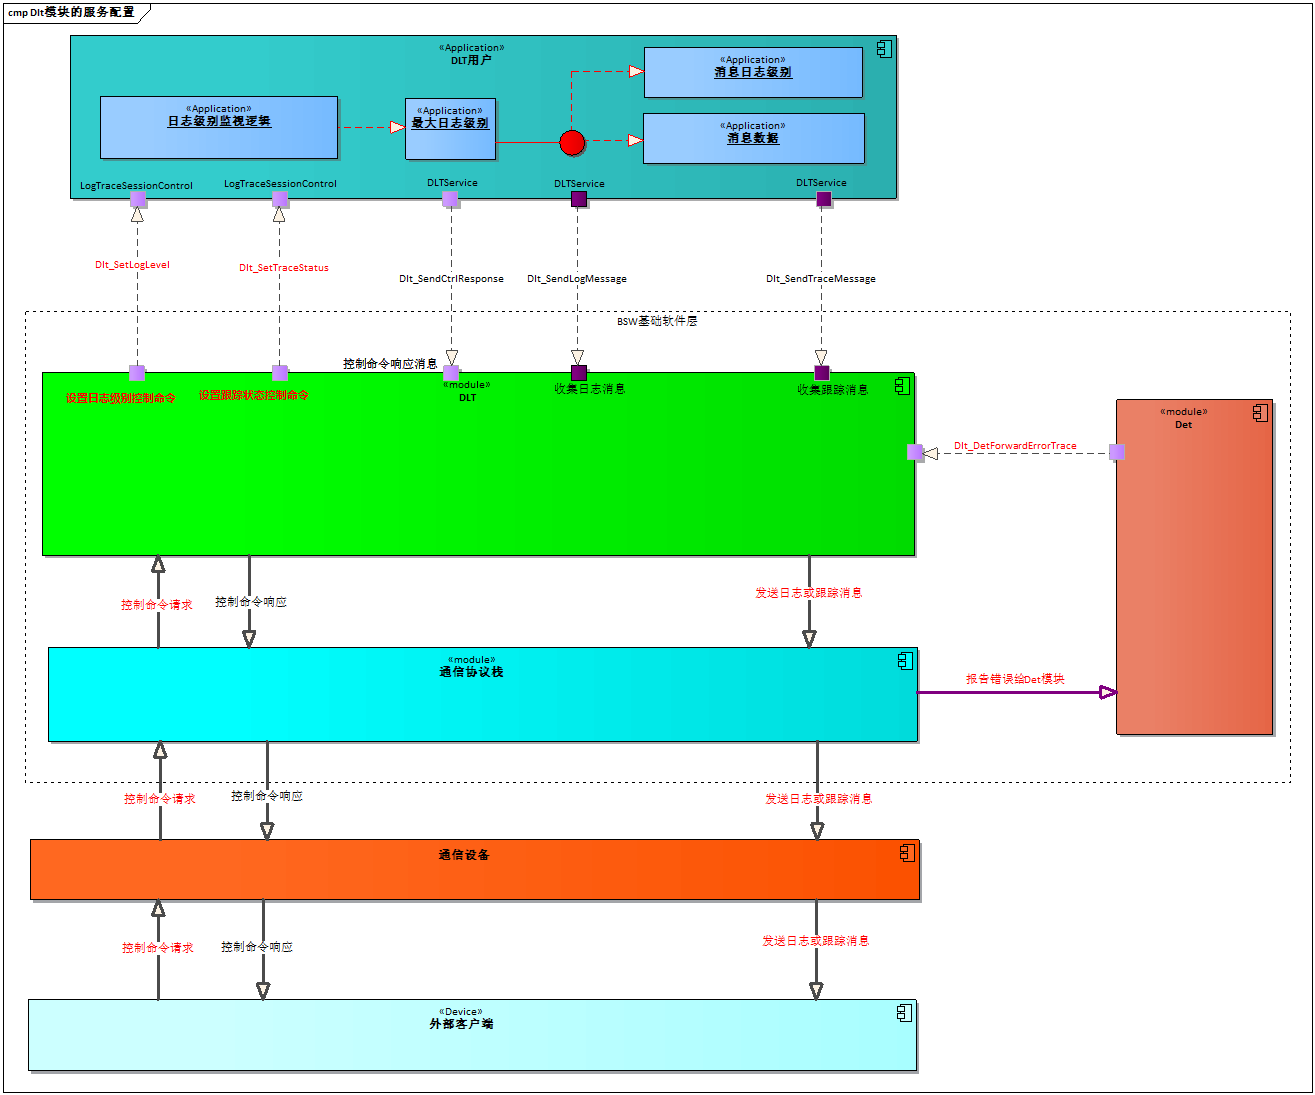 cmp Dlt模块的服务配置
«Application»
DLT用户
«Application»
消息日志级别
«Application»
日志级别监视逻辑
«Application»
最大日志级别
«Application»
消息数据
LogTraceSessionControl
LogTraceSessionControl
DLTService
DLTService
DLTService
Dlt_SetLogLevel
Dlt_SetTraceStatus
Dlt_SendCtrlResponse
Dlt_SendLogMessage
Dlt_SendTraceMessage
BSW基础软件层
控制命令响应消息
设置日志级别控制命令
设置跟踪状态控制命令
«module»
DLT
收集日志消息
收集跟踪消息
«module»
Det
Dlt_DetForwardErrorTrace
控制命令请求
控制命令响应
发送日志或跟踪消息
«module»
通信协议栈
报告错误给Det模块
控制命令请求
控制命令响应
发送日志或跟踪消息
通信设备
控制命令请求
控制命令响应
发送日志或跟踪消息
«Device»
外部客户端